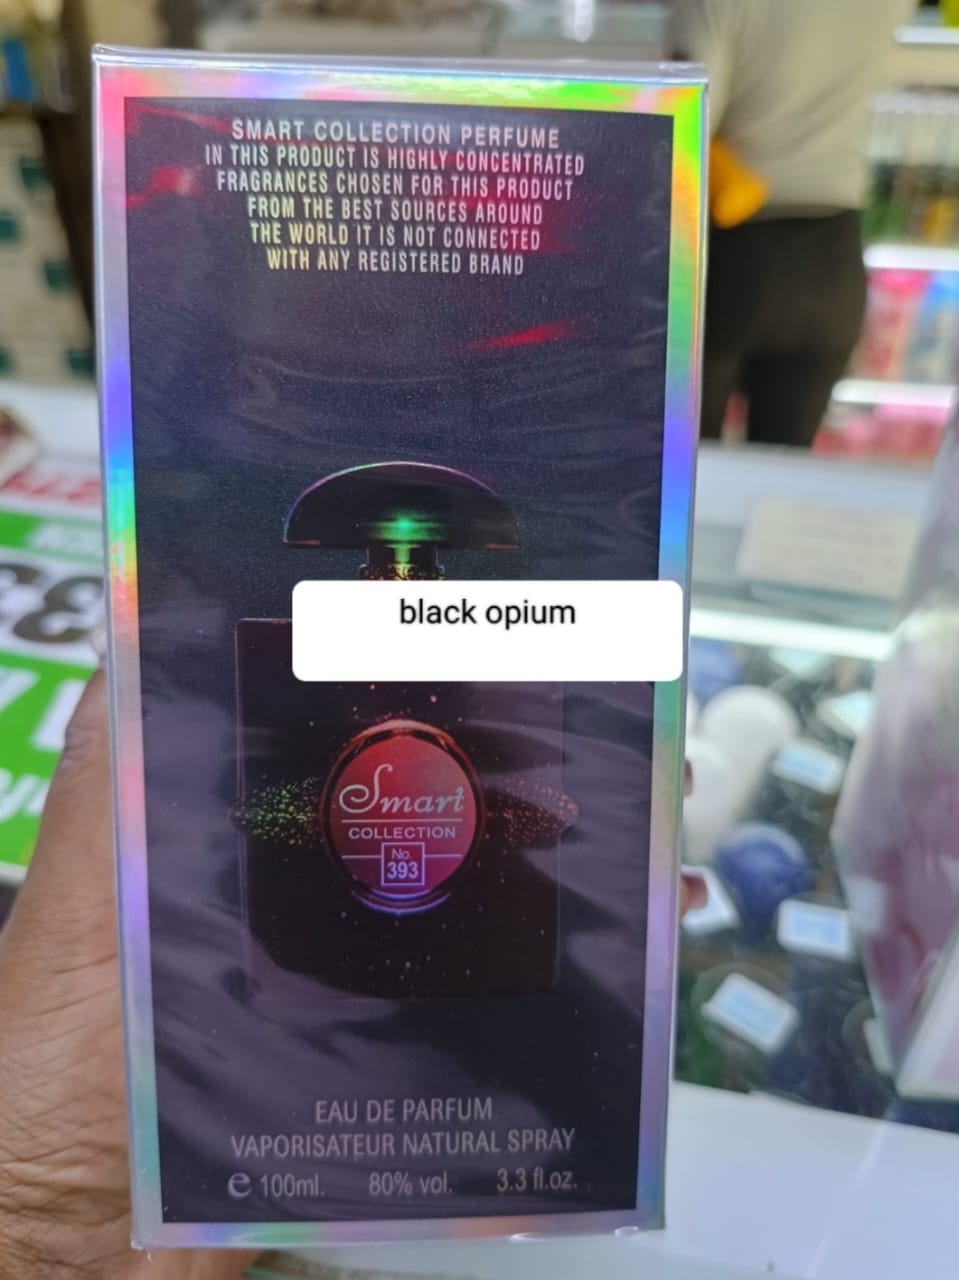 SMART COLLECTION PERFUME
IN THIS PRODUCT IS HIGHLY CONCENTRATED
FRAGRANCES CHOSEN FOR THIS PRODUCT
FROM THE BEST SOURCES AROUND
THE WORLD IT IS NOT CONNECTED
WITH ANY REGISTERED BRAND
black opium
Smart
COLLECTION
No.
393
EAU DE PARFUM
VAPORISATEUR NATURAL SPRAY
e 100ml. 80% vol. 3.3 fl.oz.